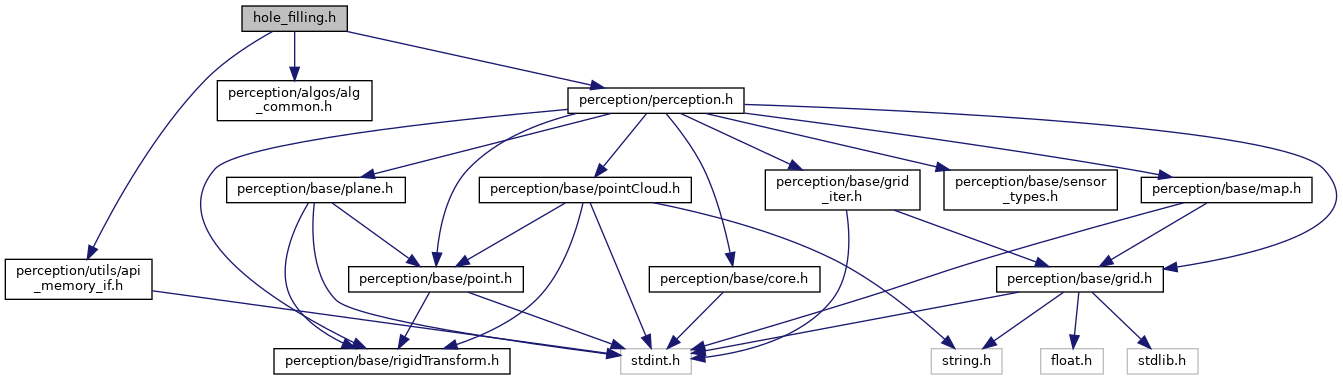 hole_filling.h
perception/algos/alg
_common.h
perception/perception.h
perception/base/plane.h
perception/base/pointCloud.h
perception/base/grid
_iter.h
perception/base/sensor
_types.h
perception/base/map.h
perception/utils/api
_memory_if.h
perception/base/point.h
perception/base/core.h
perception/base/grid.h
perception/base/rigidTransform.h
stdint.h
string.h
float.h
stdlib.h